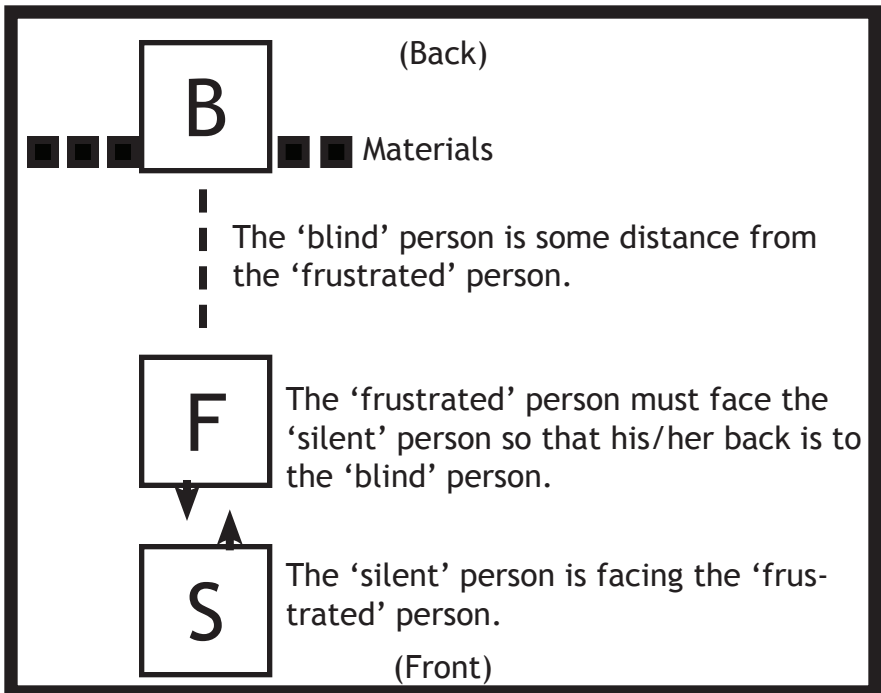 (Back)
B
Materials
The ‘blind’ person is some distance from
the ‘frustrated’ person.
F
The ‘frustrated’ person must face the
‘silent’ person so that his/her back is to
the ‘blind’ person.
S
The ‘silent’ person is facing the ‘frus-
trated’ person.
(Front)